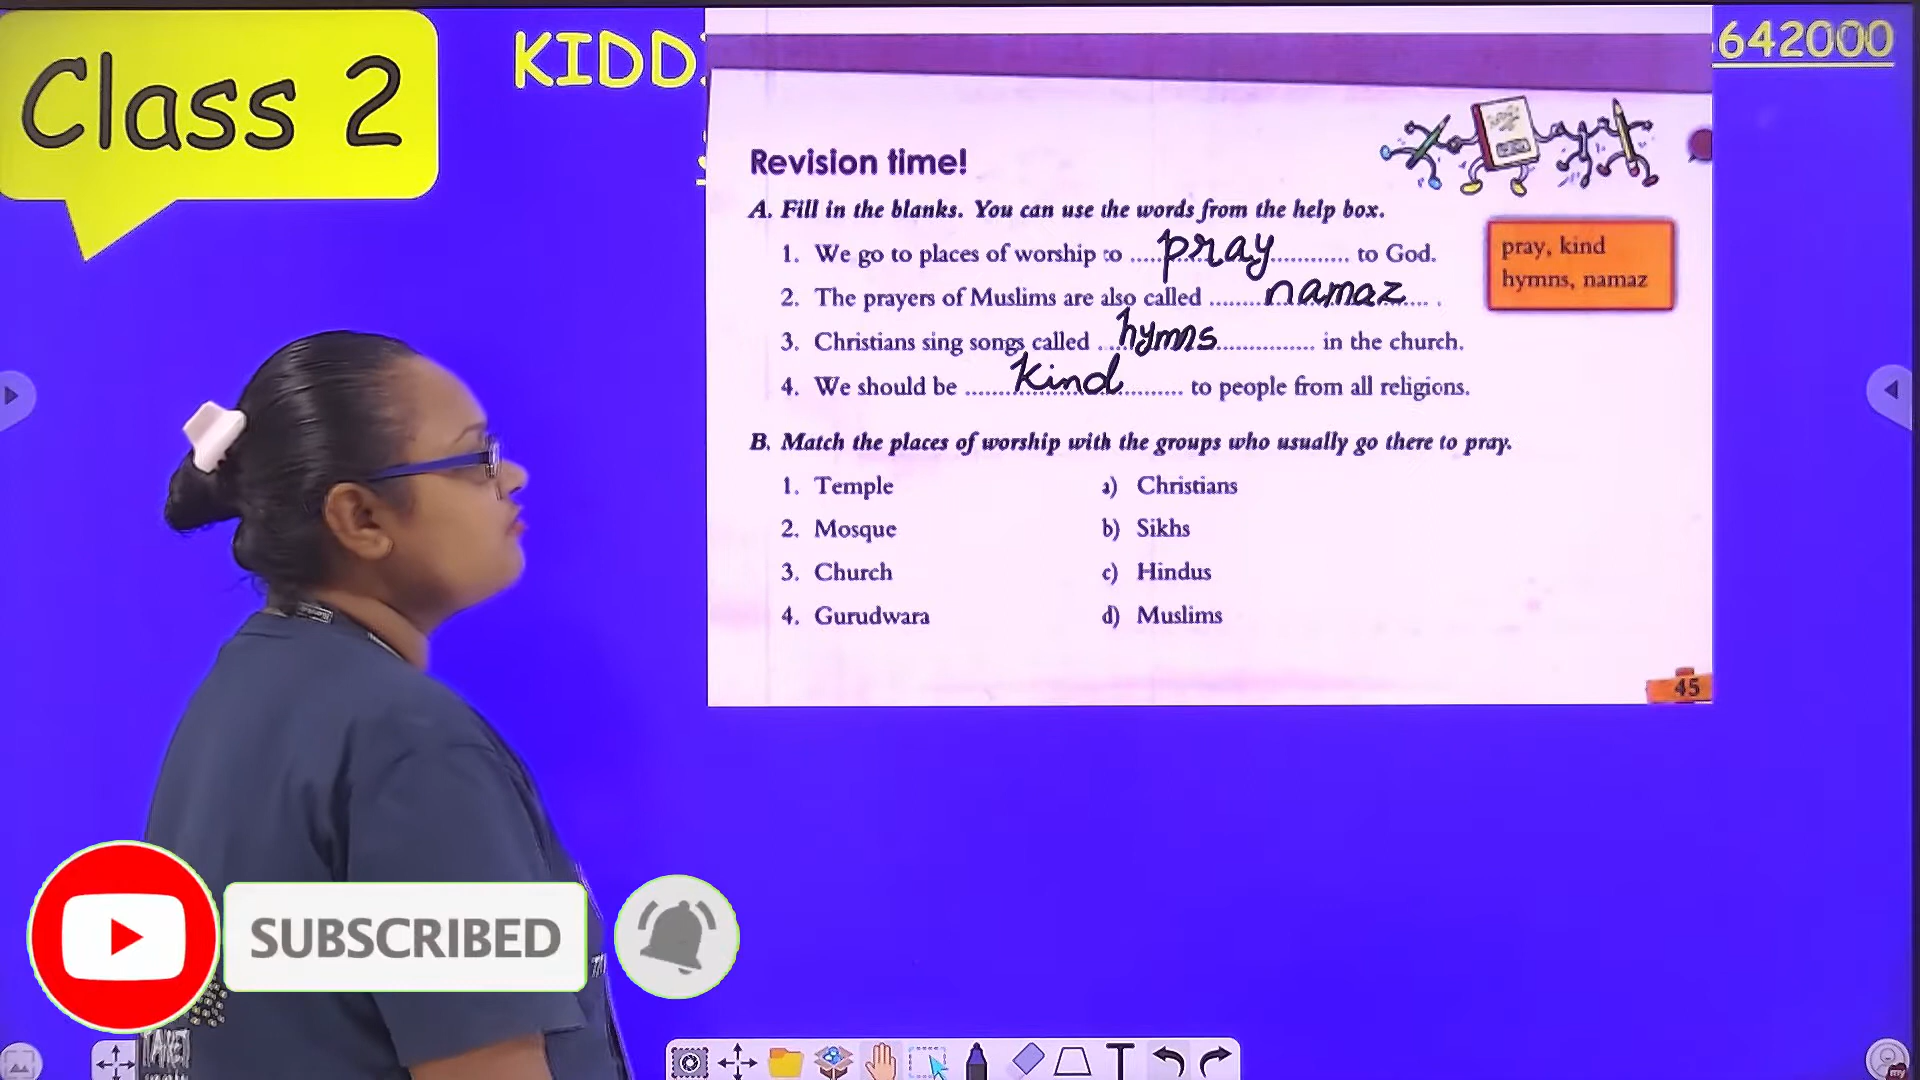 Class 2
KIDD
642000
Revision time!
A. Fill in the blanks. You can use the words from the help box.
1. We go to places of worship to ..... pray ............ to God.
2. The prayers of Muslims are also called ........ namaz .... .
3. Christians sing songs called .... hymns ............... in the church.
4. We should be ....... kind .......... to people from all religions.
pray, kind
hymns, namaz
B. Match the places of worship with the groups who usually go there to pray.
1. Temple a) Christians
2. Mosque b) Sikhs
3. Church c) Hindus
4. Gurudwara d) Muslims
45
SUBSCRIBED
T
my